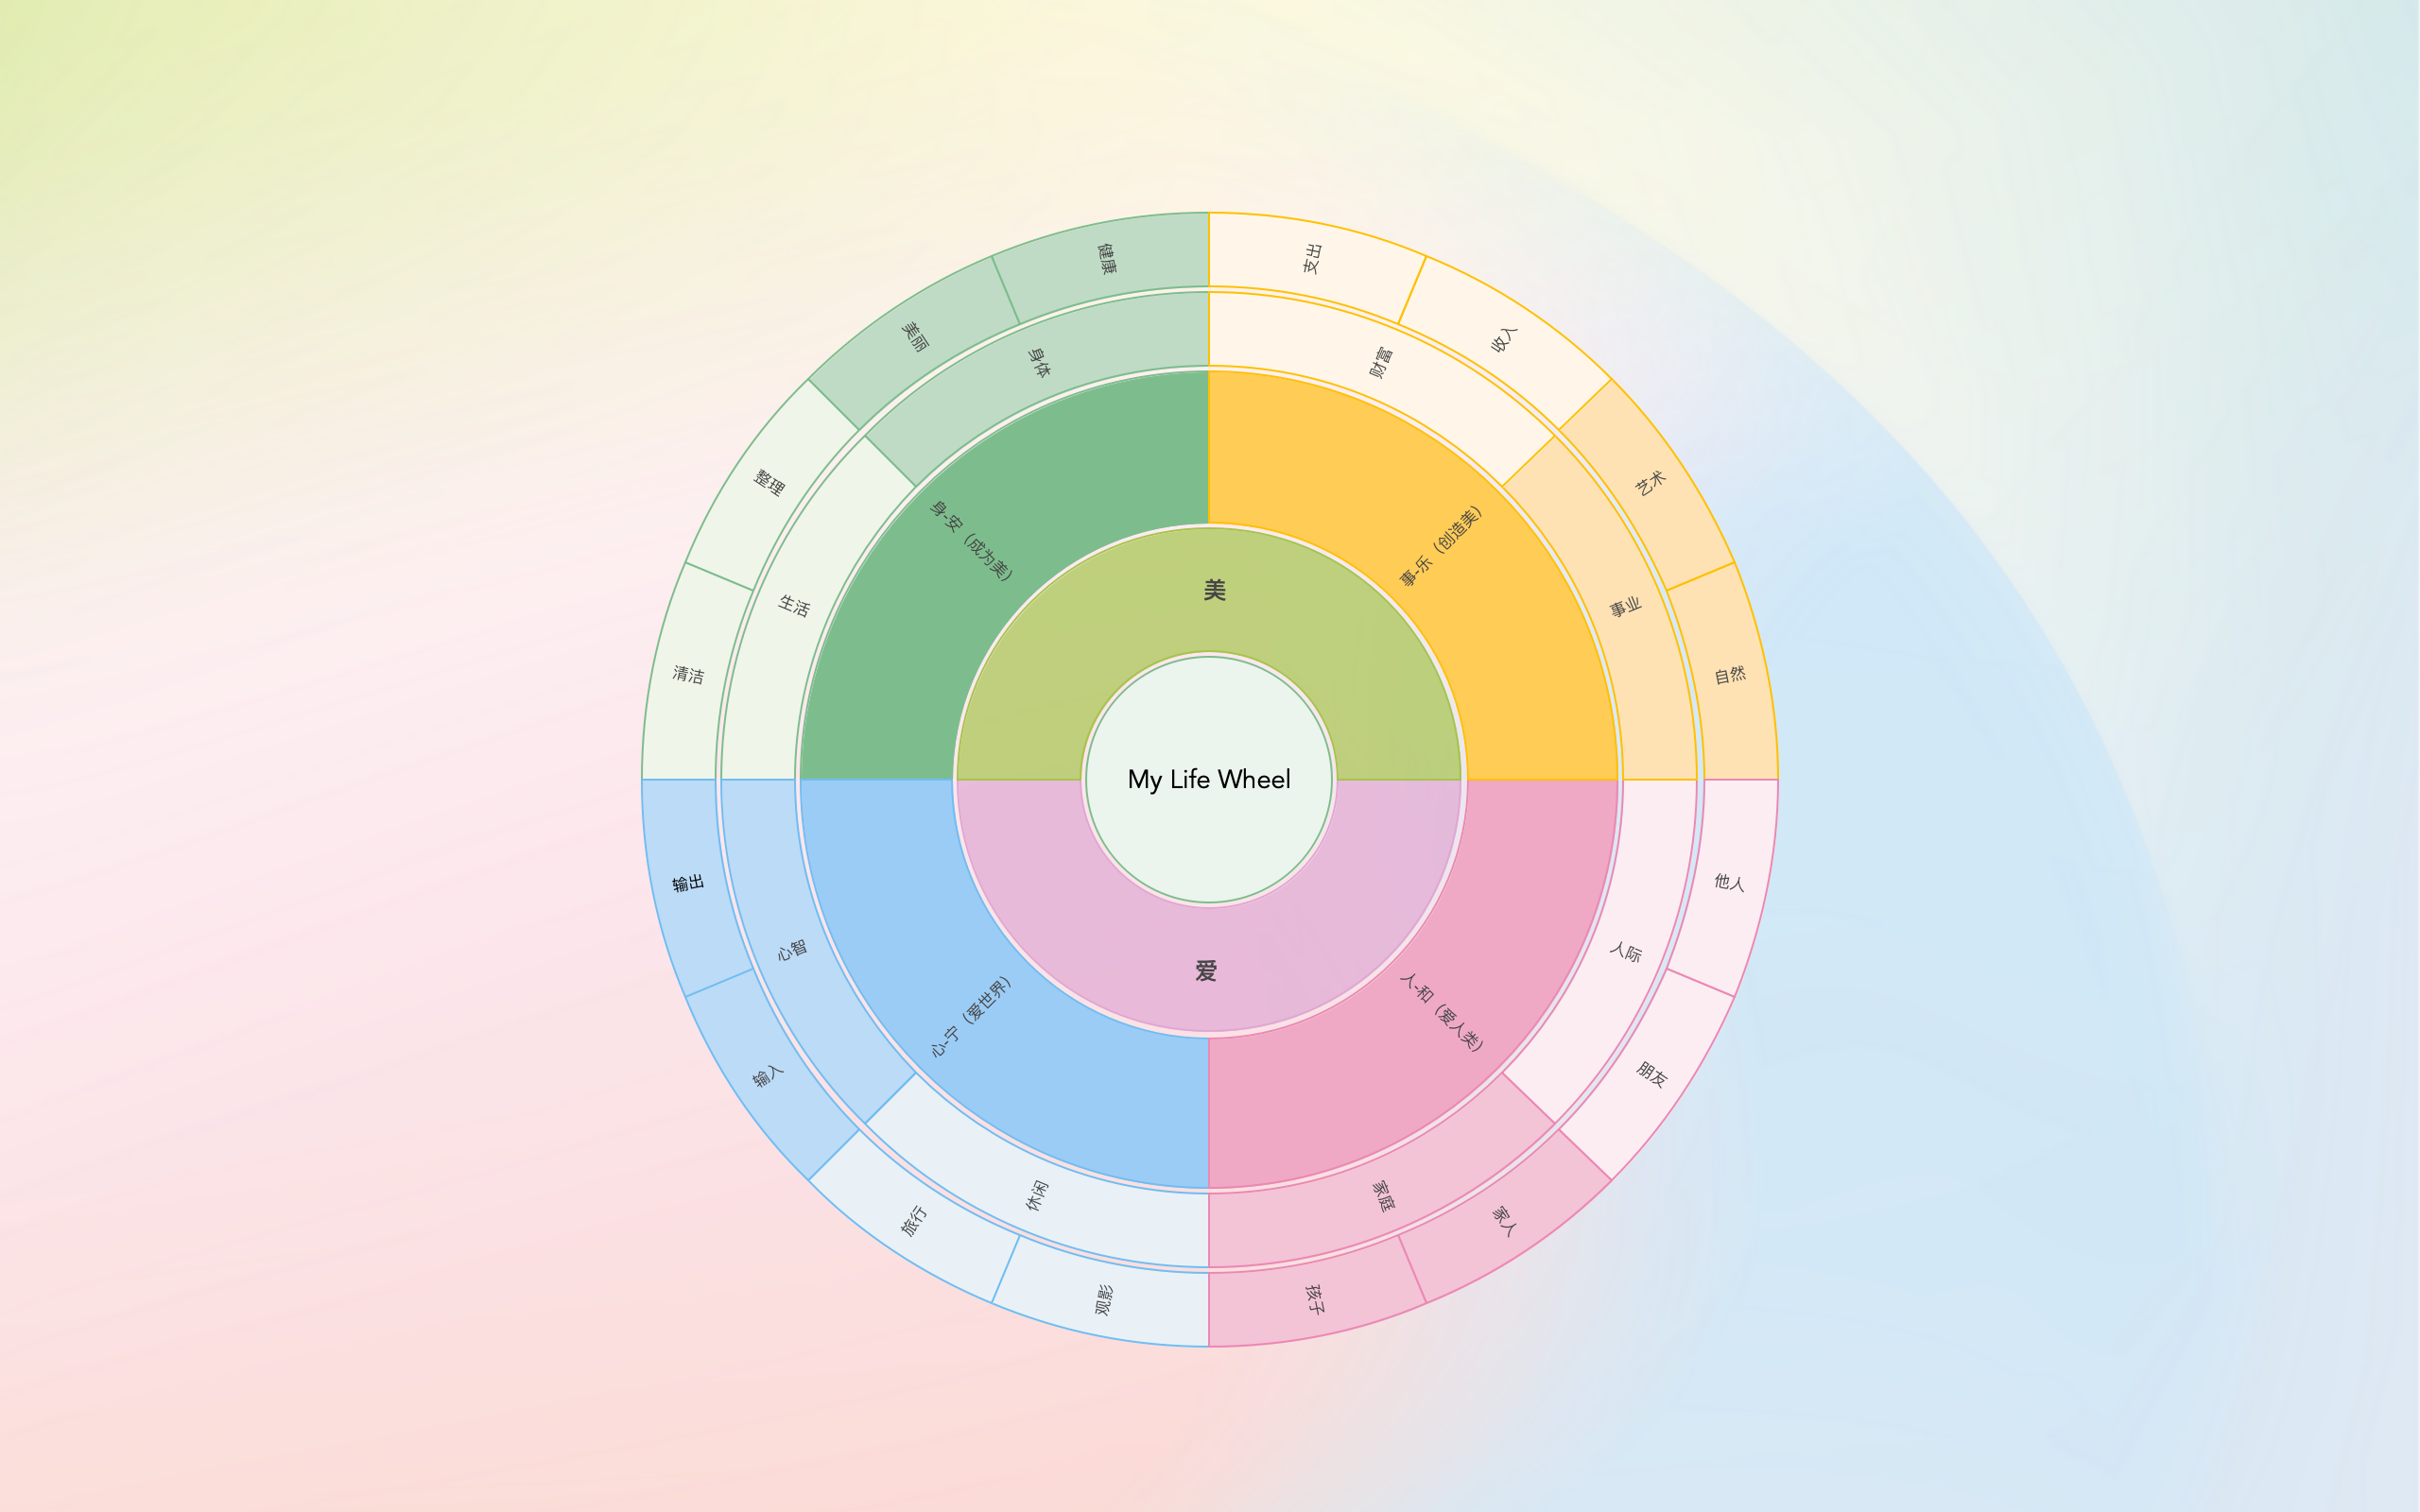 My Life Wheel
美
爱
身-安（成为美）
事-乐（创造美）
人-和（爱人类）
心-宁（爱世界）
身体
财富
事业
人际
家庭
休闲
心智
生活
健康
支出
收入
艺术
自然
他人
朋友
家人
孩子
观影
旅行
输入
输出
清洁
整理
美丽